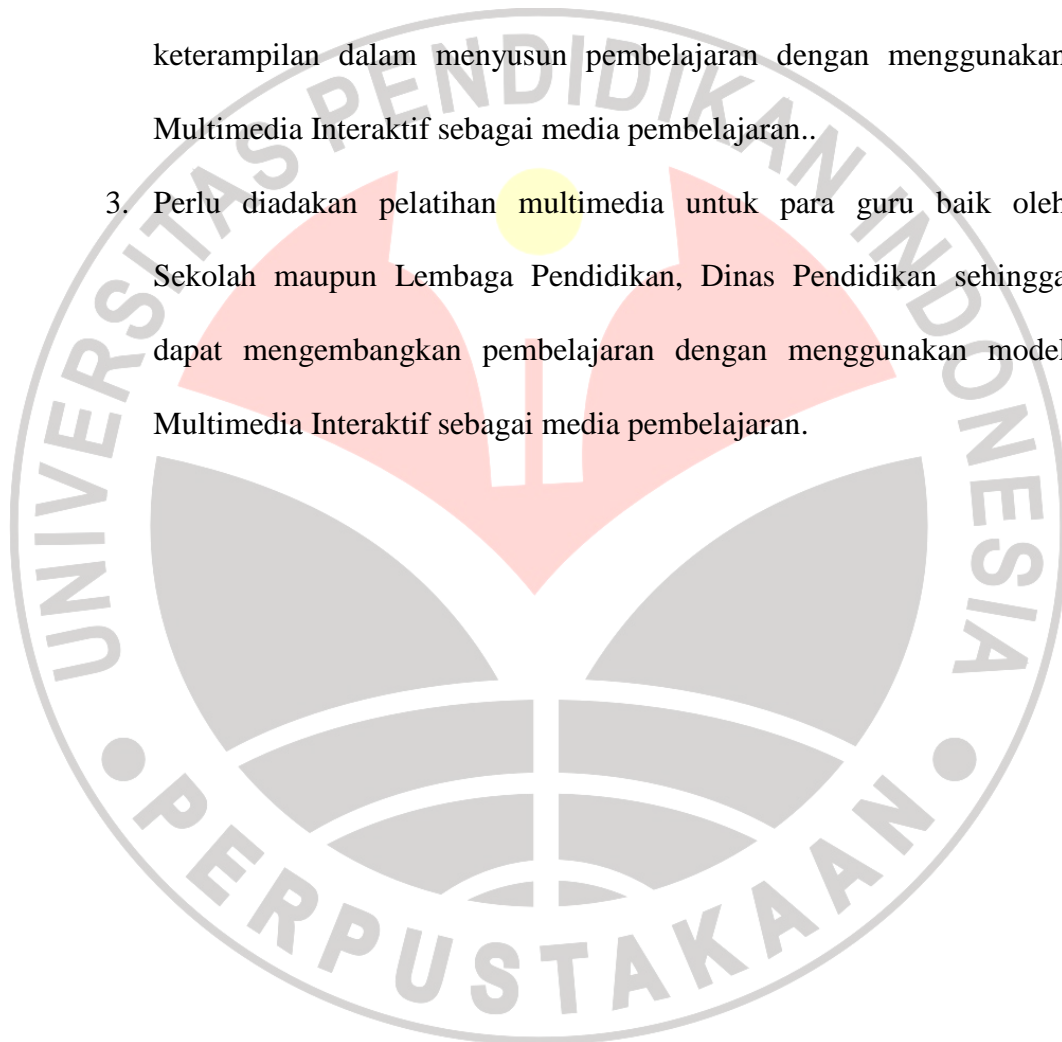 keterampilan dalam menyusun pembelajaran dengan menggunakan
Multimedia Interaktif sebagai media pembelajaran..
3. Perlu diadakan pelatihan multimedia untuk para guru baik oleh
Sekolah maupun Lembaga Pendidikan, Dinas Pendidikan sehingga
dapat mengembangkan pembelajaran dengan menggunakan model
Multimedia Interaktif sebagai media pembelajaran.
UNIVERSITAS PENDIDIKAN INDONESIA
PERPUSTAKAAN